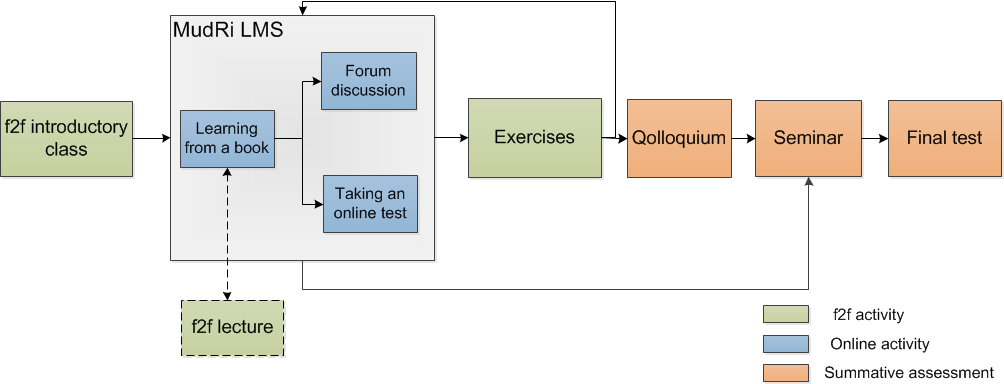 MudRi LMS
Forum
discussion
f2f introductory
class
Learning
from a book
Exercises
Qolloquium
Seminar
Final test
Taking an
online test
f2f lecture
f2f activity
Online activity
Summative assessment